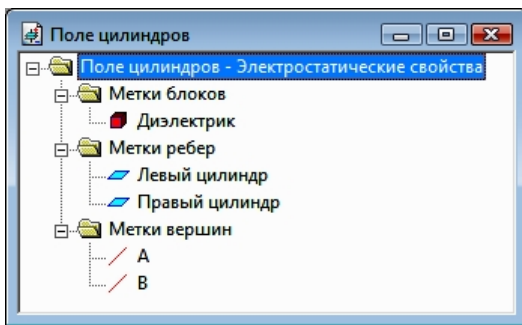 Поле цилиндров
Поле цилиндров - Электростатические свойства
Метки блоков
Диэлектрик
Метки ребер
Левый цилиндр
Правый цилиндр
Метки вершин
A
B